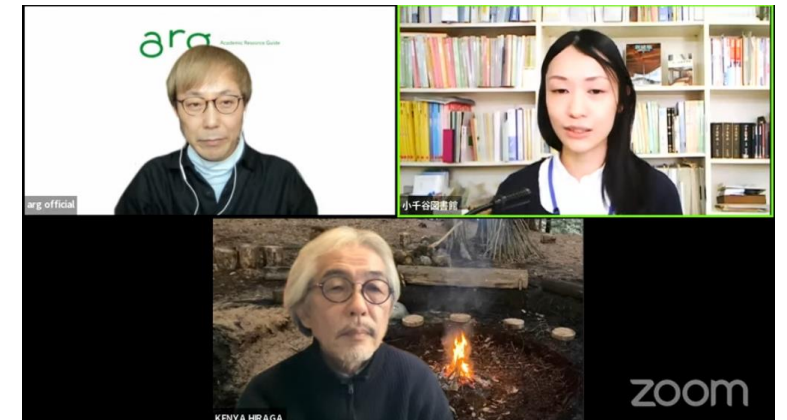 arg
Academic Resource Guide
arg official
小千谷図書館
KENYA HIRAGA
zoom